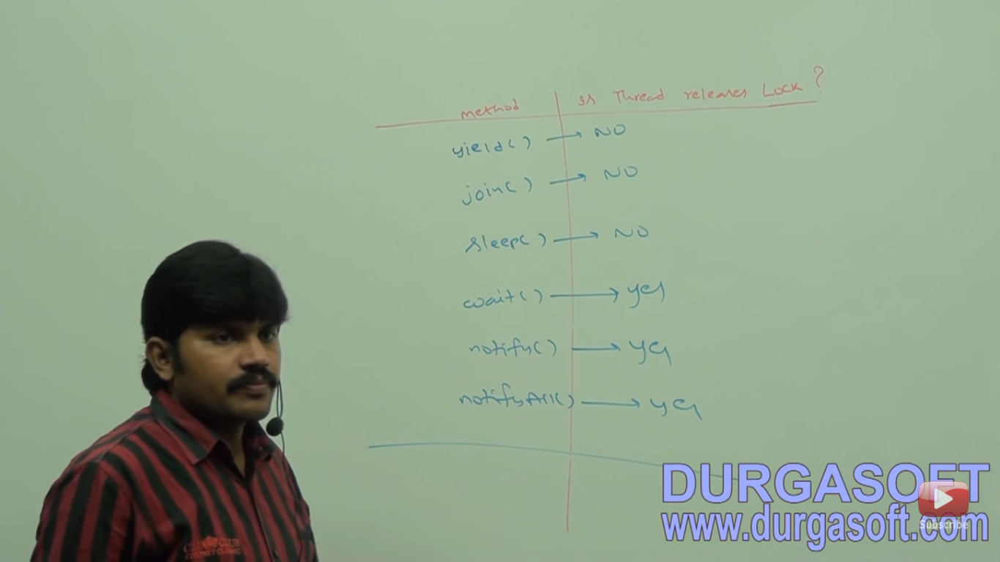 method Is Thread releases Lock ?
yield( ) → NO
join( ) → NO
sleep( ) → NO
wait( ) → yes
notify( ) → yes
notifyAll( ) → yes
DURGASOFT
www.durgasoft.com
Subscribe